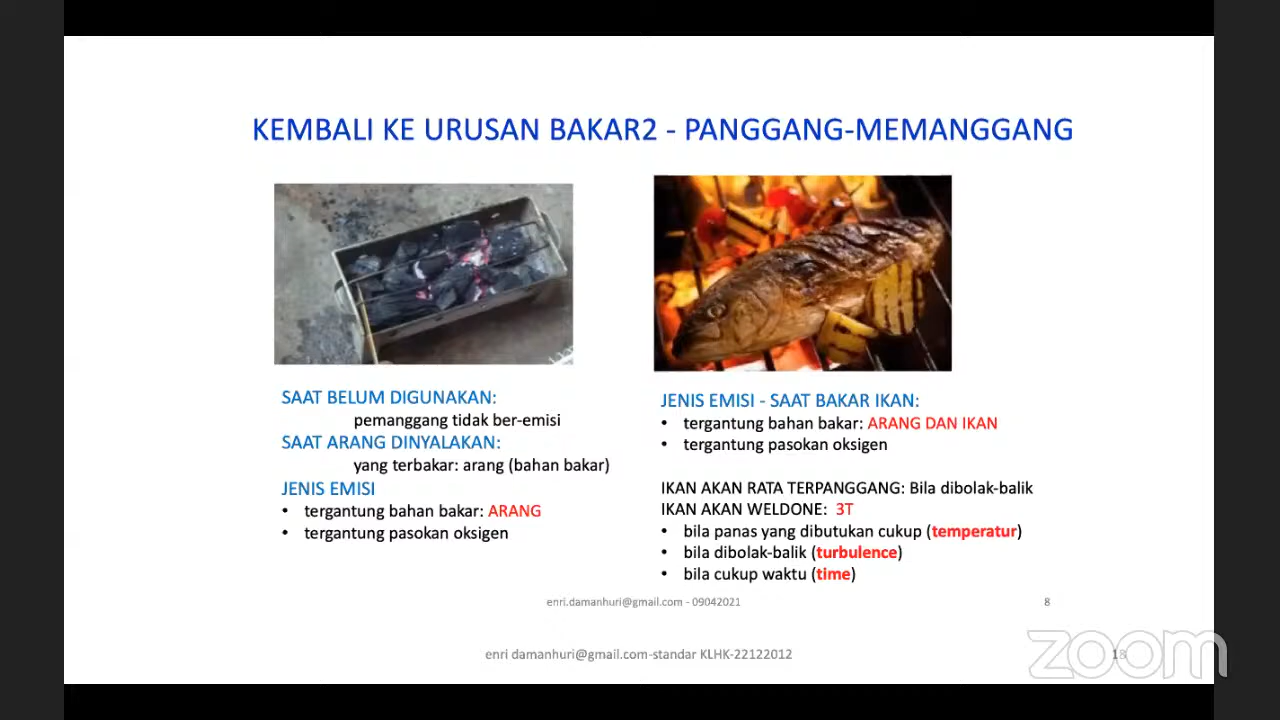 KEMBALI KE URUSAN BAKAR2 - PANGGANG-MEMANGGANG
SAAT BELUM DIGUNAKAN:
pemanggang tidak ber-emisi
SAAT ARANG DINYALAKAN:
yang terbakar: arang (bahan bakar)
JENIS EMISI
• tergantung bahan bakar: ARANG
• tergantung pasokan oksigen
JENIS EMISI - SAAT BAKAR IKAN:
• tergantung bahan bakar: ARANG DAN IKAN
• tergantung pasokan oksigen
IKAN AKAN RATA TERPANGGANG: Bila dibolak-balik
IKAN AKAN WELDONE: 3T
• bila panas yang dibutukan cukup (temperatur)
• bila dibolak-balik (turbulence)
• bila cukup waktu (time)
enri.damanhuri@gmail.com - 09042021
8
enri damanhuri@gmail.com-standar KLHK-22122012
zoom